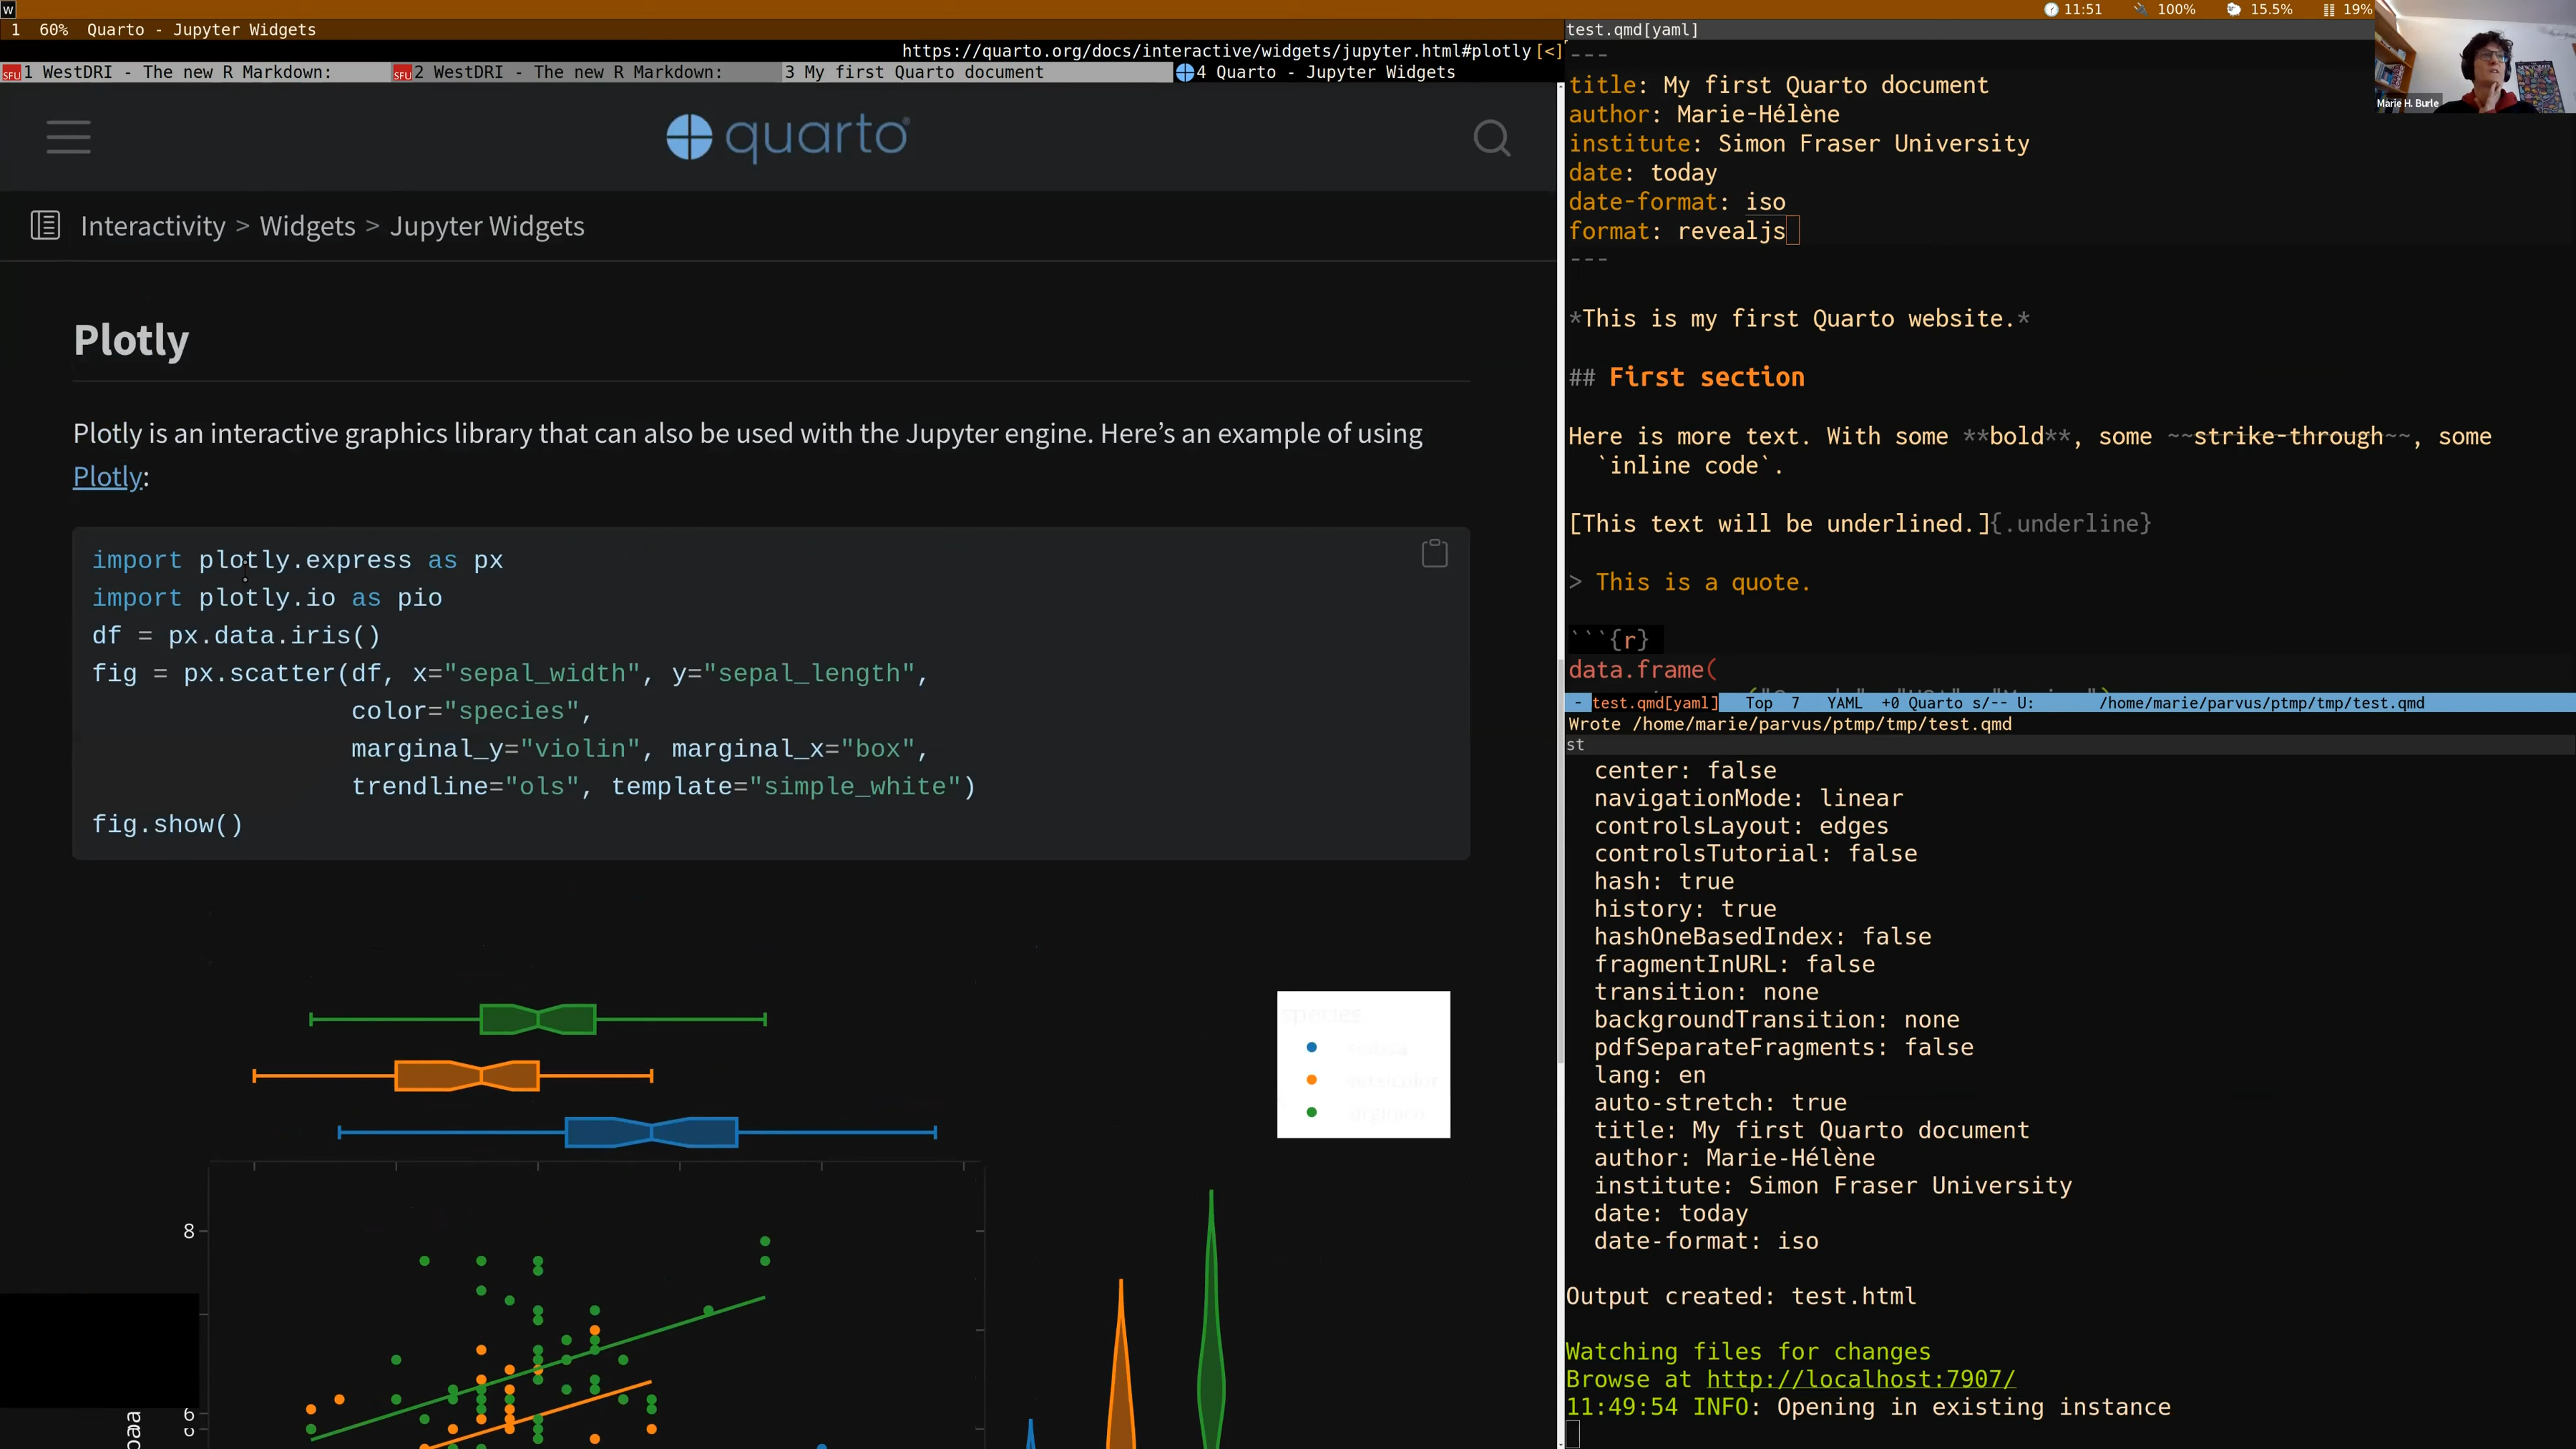 W
11:51 100% 15.5% 19%
1 60% Quarto - Jupyter Widgets
https://quarto.org/docs/interactive/widgets/jupyter.html#plotly [<]
SFU 1 WestDRI - The new R Markdown: SFU 2 WestDRI - The new R Markdown: 3 My first Quarto document 4 Quarto - Jupyter Widgets
quarto
Interactivity > Widgets > Jupyter Widgets
Plotly
Plotly is an interactive graphics library that can also be used with the Jupyter engine. Here’s an example of using
Plotly:
import plotly.express as px
import plotly.io as pio
df = px.data.iris()
fig = px.scatter(df, x="sepal_width", y="sepal_length",
color="species",
marginal_y="violin", marginal_x="box",
trendline="ols", template="simple_white")
fig.show()
species
8
6
test.qmd[yaml]
Marie H. Burle
---
title: My first Quarto document
author: Marie-Hélène
institute: Simon Fraser University
date: today
date-format: iso
format: revealjs
---
*This is my first Quarto website.*
## First section
Here is more text. With some **bold**, some ~~strike-through~~, some
`inline code`.
[This text will be underlined.]{.underline}
> This is a quote.
```{r}
data.frame(
- test.qmd[yaml] Top 7 YAML +0 Quarto s/-- U: /home/marie/parvus/ptmp/tmp/test.qmd
Wrote /home/marie/parvus/ptmp/tmp/test.qmd
st
center: false
navigationMode: linear
controlsLayout: edges
controlsTutorial: false
hash: true
history: true
hashOneBasedIndex: false
fragmentInURL: false
transition: none
backgroundTransition: none
pdfSeparateFragments: false
lang: en
auto-stretch: true
title: My first Quarto document
author: Marie-Hélène
institute: Simon Fraser University
date: today
date-format: iso
Output created: test.html
Watching files for changes
Browse at http://localhost:7907/
11:49:54 INFO: Opening in existing instance